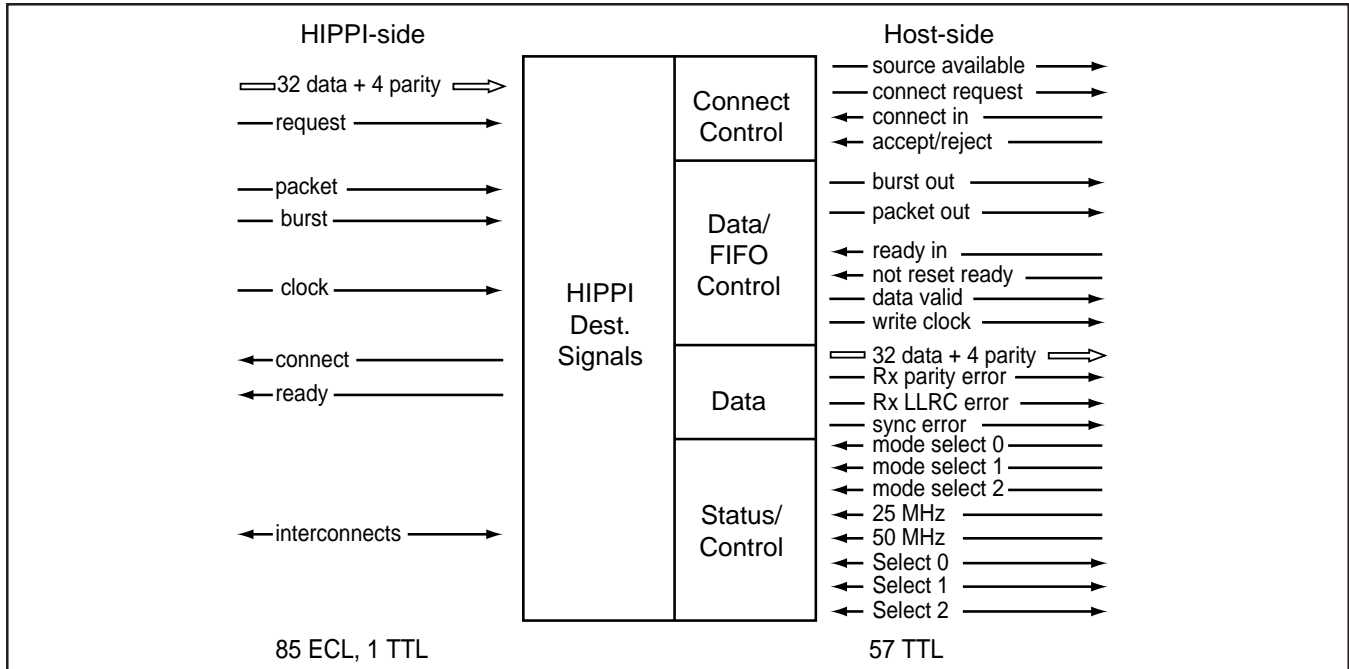 HIPPI-side
Host-side
32 data + 4 parity
request
packet
burst
clock
connect
ready
interconnects
85 ECL, 1 TTL
HIPPI
Dest.
Signals
Connect
Control
Data/
FIFO
Control
Data
Status/
Control
source available
connect request
connect in
accept/reject
burst out
packet out
ready in
not reset ready
data valid
write clock
32 data + 4 parity
Rx parity error
Rx LLRC error
sync error
mode select 0
mode select 1
mode select 2
25 MHz
50 MHz
Select 0
Select 1
Select 2
57 TTL